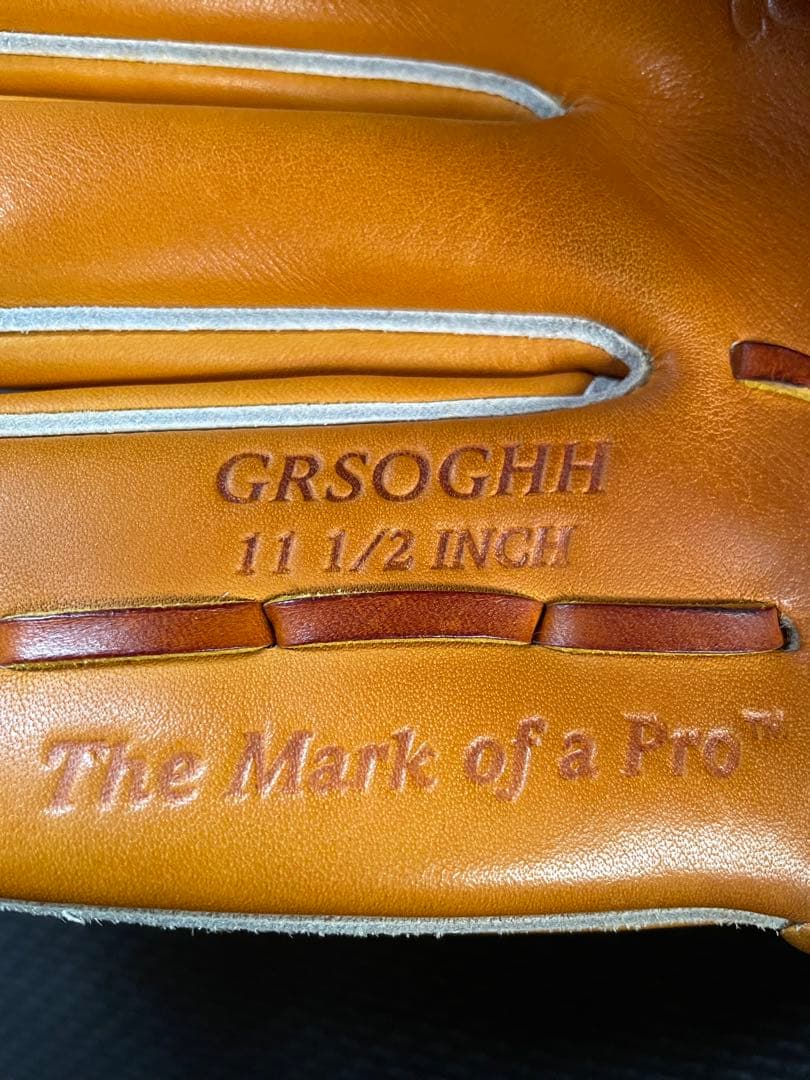 GRSOGHH
11 1/2 INCH
The Mark of a Pro™